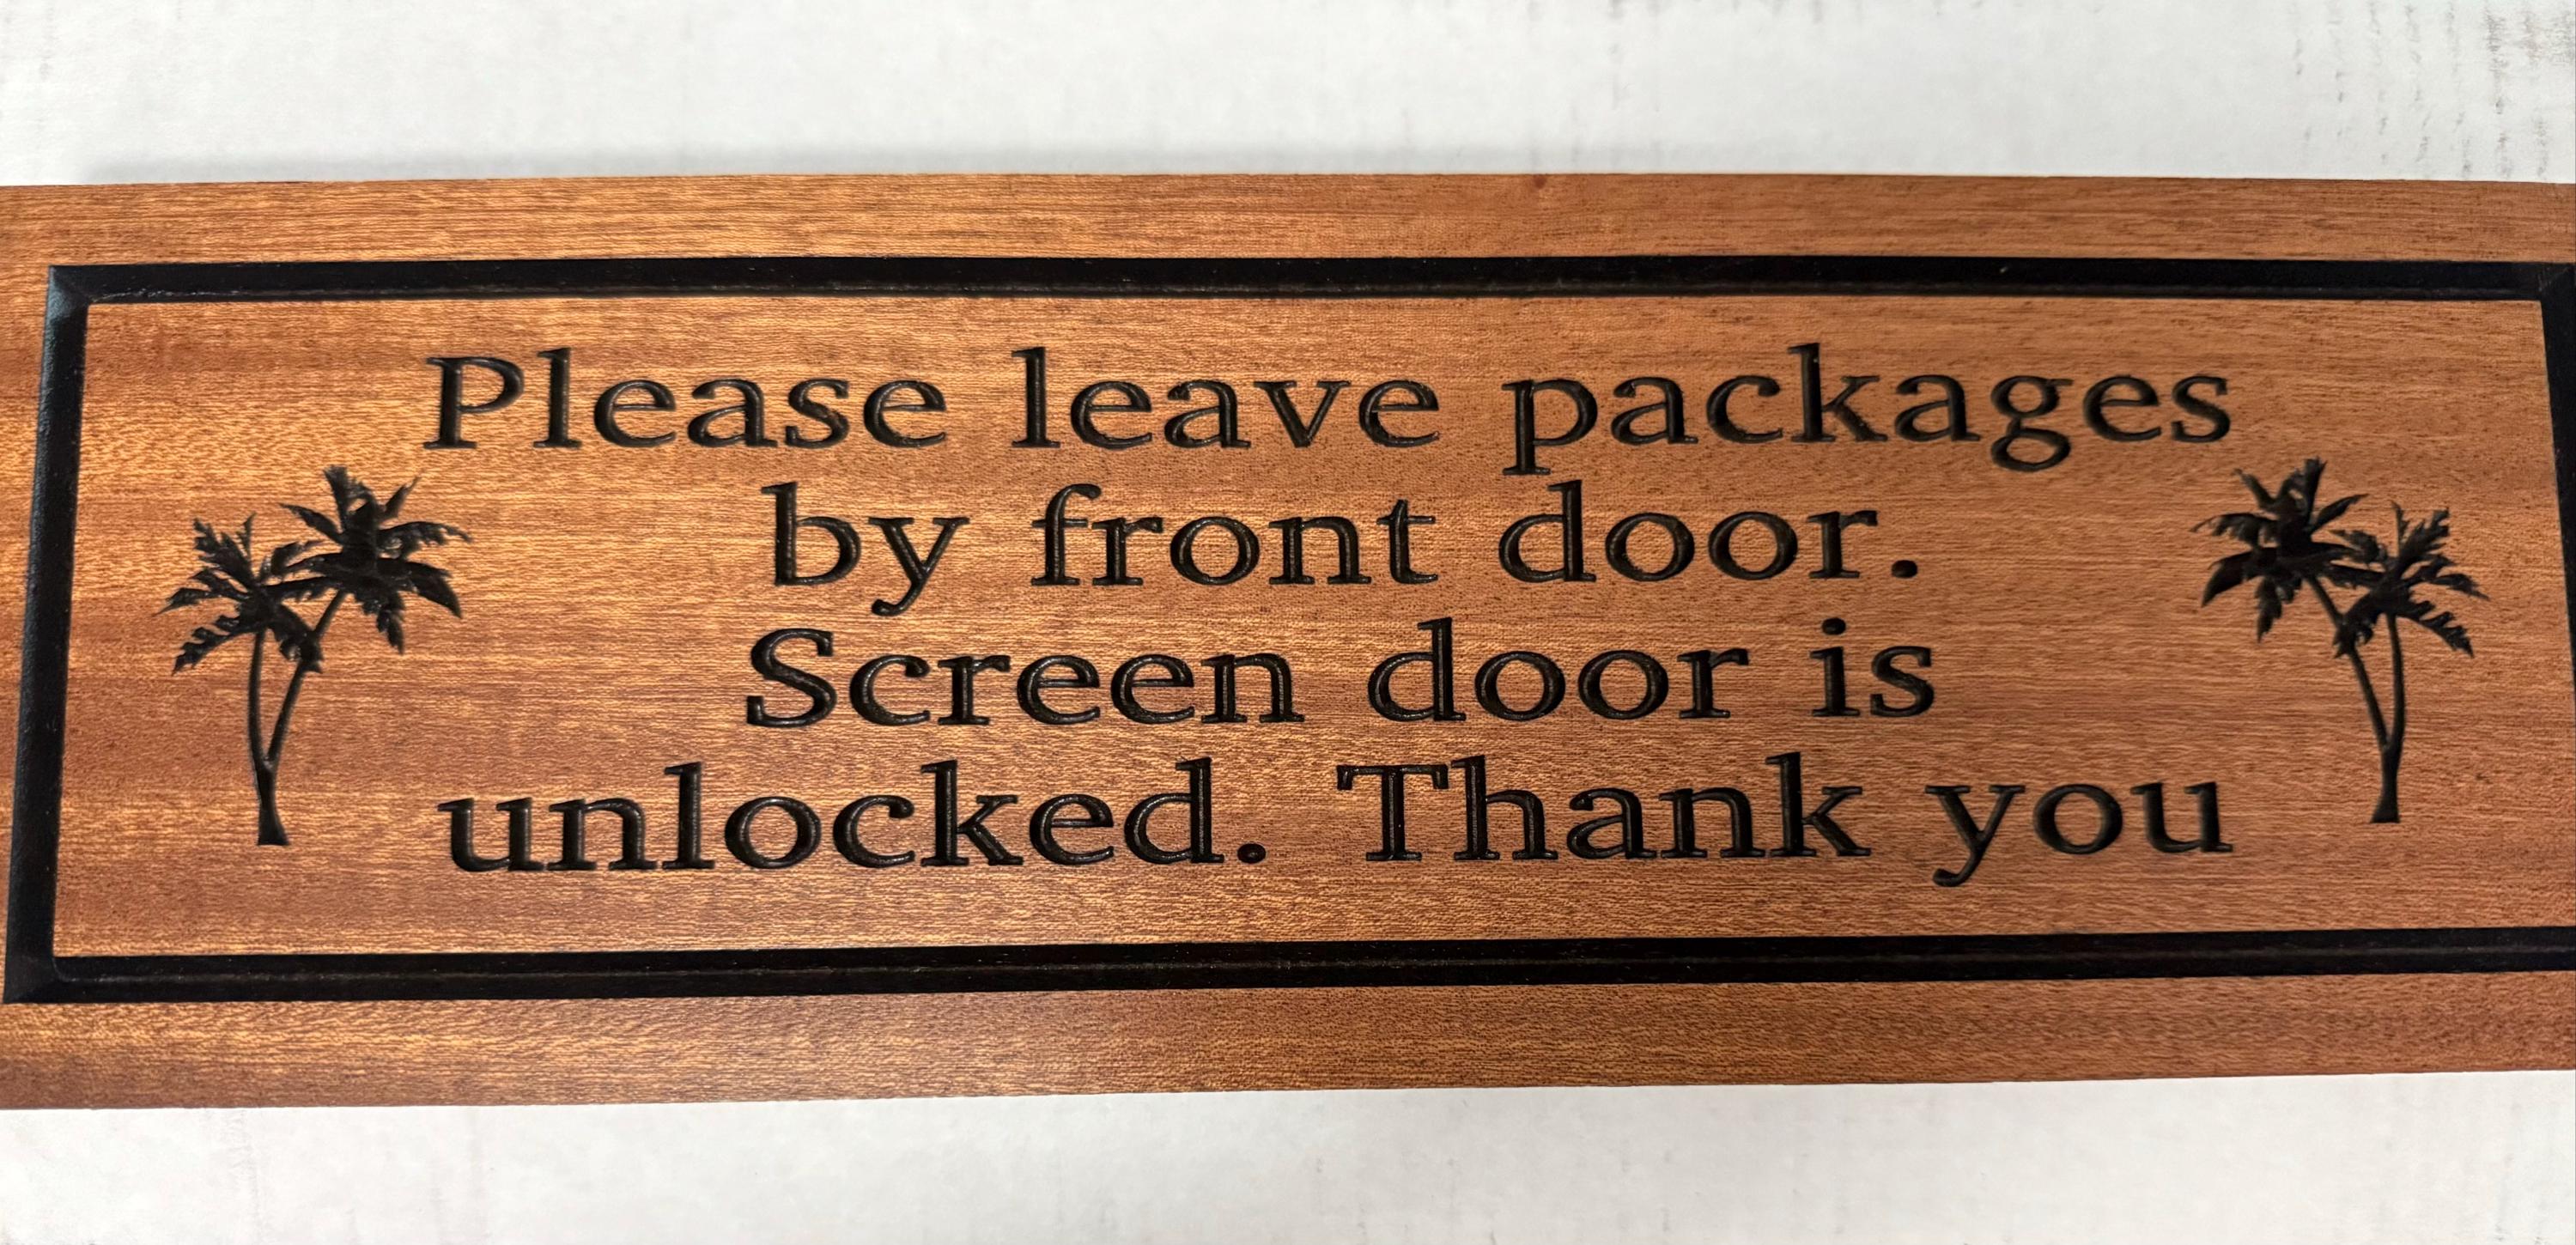 Please leave packages
by front door.
Screen door is
unlocked. Thank you